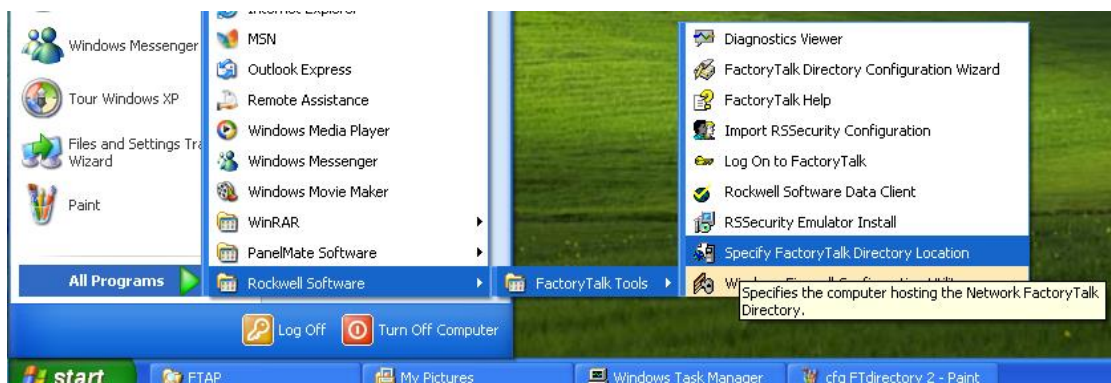 Internet Explorer
Windows Messenger
MSN
Diagnostics Viewer
Outlook Express
FactoryTalk Directory Configuration Wizard
Tour Windows XP
Remote Assistance
FactoryTalk Help
Windows Media Player
Import RSSecurity Configuration
Files and Settings Tra
Wizard
Windows Messenger
Log On to FactoryTalk
Windows Movie Maker
Rockwell Software Data Client
Paint
WinRAR
RSSecurity Emulator Install
PanelMate Software
Specify FactoryTalk Directory Location
All Programs
Rockwell Software
FactoryTalk Tools
Specifies the computer hosting the Network FactoryTalk
Directory.
Log Off
Turn Off Computer
start
FTAP
My Pictures
Windows Task Manager
cfg FTdirectory 2 - Paint